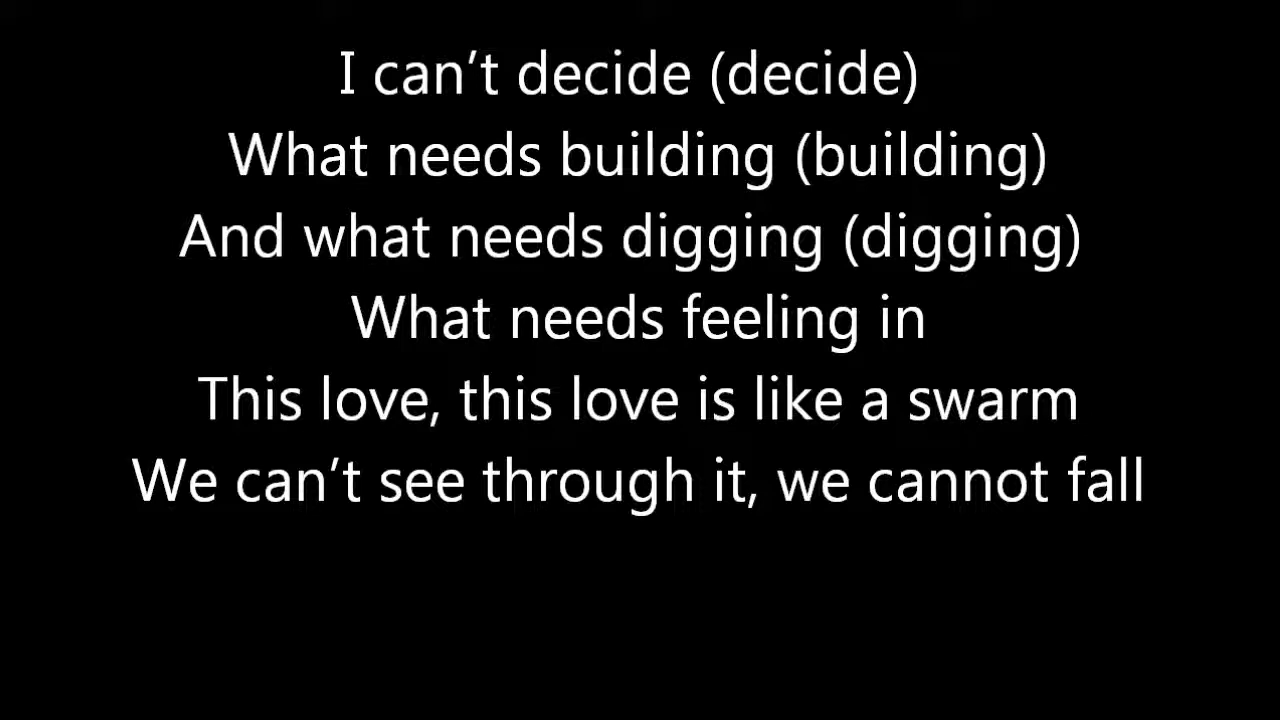 I can’t decide (decide)
What needs building (building)
And what needs digging (digging)
What needs feeling in
This love, this love is like a swarm
We can’t see through it, we cannot fall